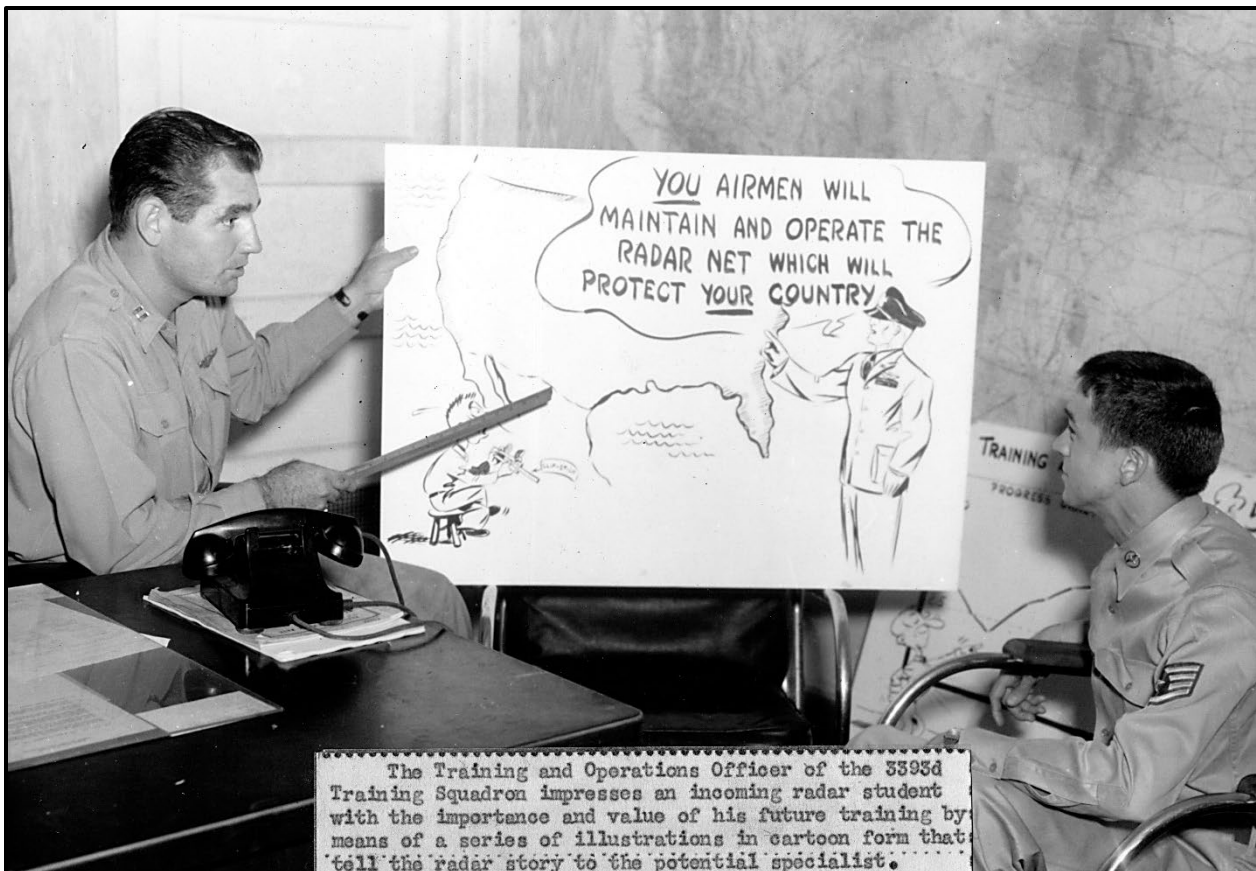 YOU AIRMEN WILL
MAINTAIN AND OPERATE THE
RADAR NET WHICH WILL
PROTECT YOUR COUNTRY
TRAINING
PROGRESS
The Training and Operations Officer of the 3393d
Training Squadron impresses an incoming radar student
with the importance and value of his future training by
means of a series of illustrations in cartoon form that
tell the radar story to the potential specialist.